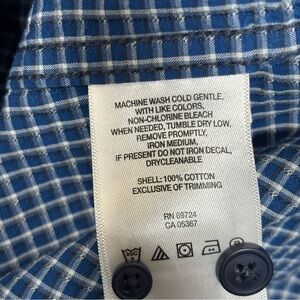 MACHINE WASH COLD GENTLE,
WITH LIKE COLORS,
NON-CHLORINE BLEACH
WHEN NEEDED, TUMBLE DRY LOW,
REMOVE PROMPTLY,
IRON MEDIUM,
IF PRESENT DO NOT IRON DECAL,
DRYCLEANABLE
SHELL: 100% COTTON
EXCLUSIVE OF TRIMMING
RN 69724
CA 05367